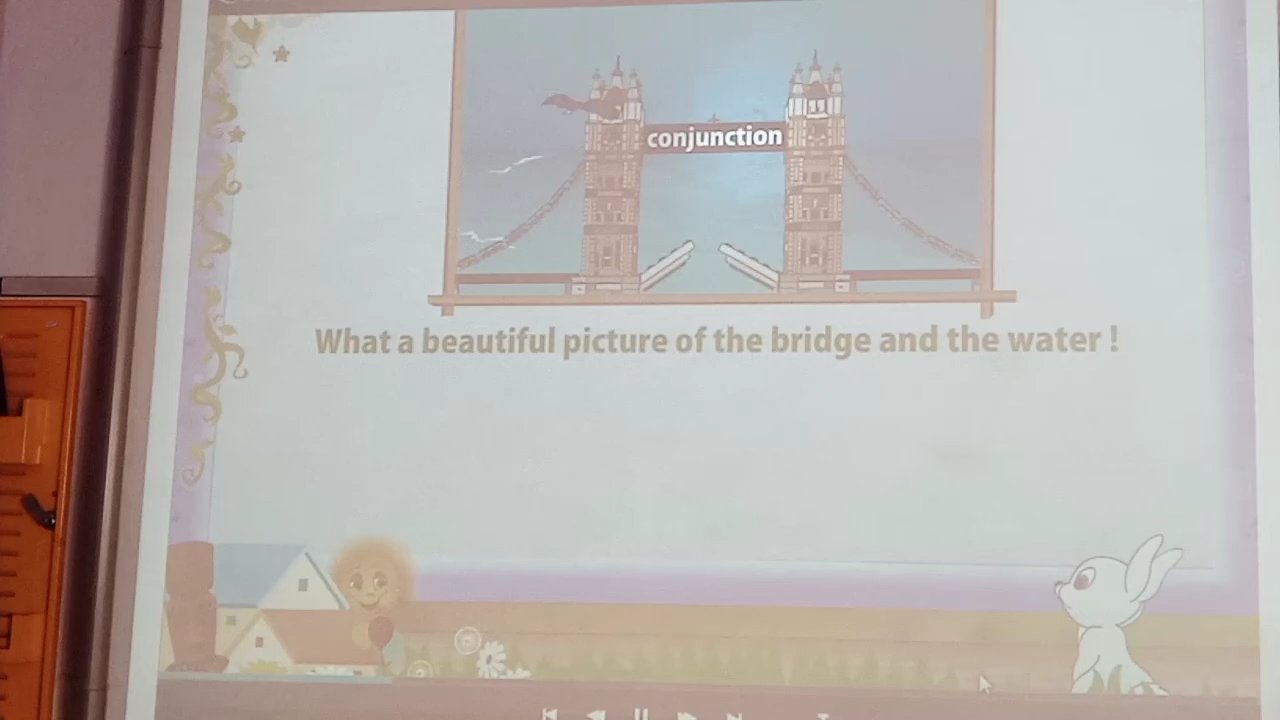 conjunction
What a beautiful picture of the bridge and the water !